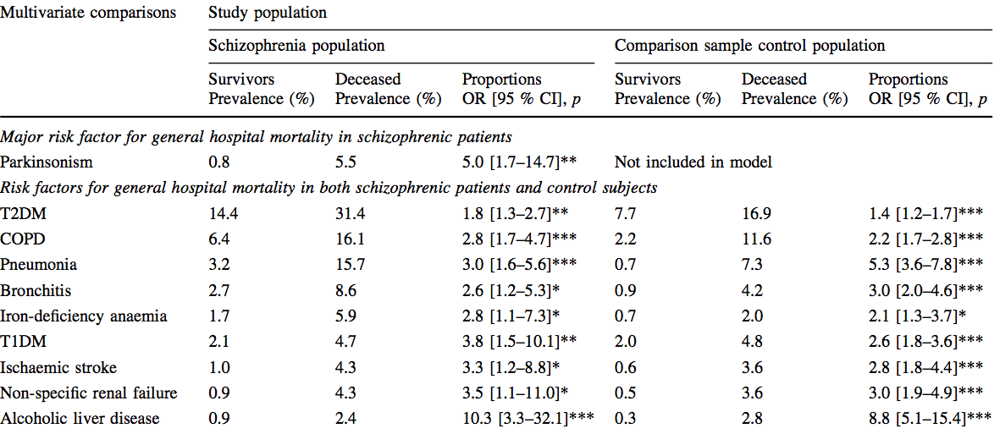 Multivariate comparisons Study population
Schizophrenia population Comparison sample control population
Survivors Deceased Proportions Survivors Deceased Proportions
Prevalence (%) Prevalence (%) OR [95 % CI], p Prevalence (%) Prevalence (%) OR [95 % CI], p
Major risk factor for general hospital mortality in schizophrenic patients
Parkinsonism 0.8 5.5 5.0 [1.7–14.7]** Not included in model
Risk factors for general hospital mortality in both schizophrenic patients and control subjects
T2DM 14.4 31.4 1.8 [1.3–2.7]** 7.7 16.9 1.4 [1.2–1.7]***
COPD 6.4 16.1 2.8 [1.7–4.7]*** 2.2 11.6 2.2 [1.7–2.8]***
Pneumonia 3.2 15.7 3.0 [1.6–5.6]*** 0.7 7.3 5.3 [3.6–7.8]***
Bronchitis 2.7 8.6 2.6 [1.2–5.3]* 0.9 4.2 3.0 [2.0–4.6]***
Iron-deficiency anaemia 1.7 5.9 2.8 [1.1–7.3]* 0.7 2.0 2.1 [1.3–3.7]*
T1DM 2.1 4.7 3.8 [1.5–10.1]** 2.0 4.8 2.6 [1.8–3.6]***
Ischaemic stroke 1.0 4.3 3.3 [1.2–8.8]* 0.6 3.6 2.8 [1.8–4.4]***
Non-specific renal failure 0.9 4.3 3.5 [1.1–11.0]* 0.5 3.6 3.0 [1.9–4.9]***
Alcoholic liver disease 0.9 2.4 10.3 [3.3–32.1]*** 0.3 2.8 8.8 [5.1–15.4]***